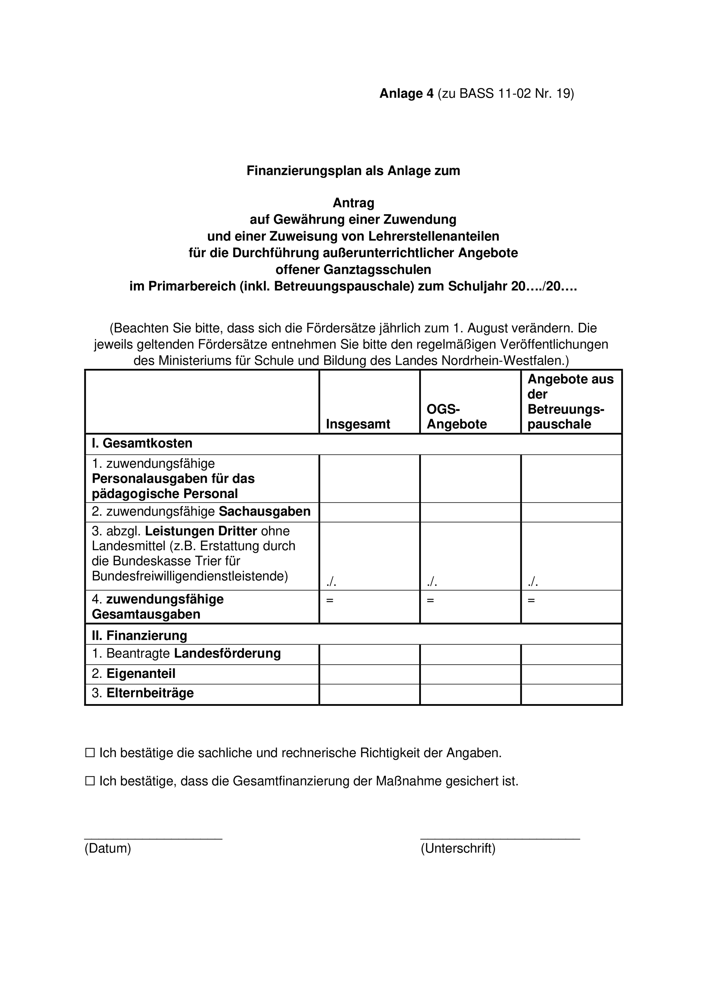 Anlage 4 (zu BASS 11-02 Nr. 19)
Finanzierungsplan als Anlage zum
Antrag
auf Gewährung einer Zuwendung
und einer Zuweisung von Lehrerstellenanteilen
für die Durchführung außerunterrichtlicher Angebote
offener Ganztagsschulen
im Primarbereich (inkl. Betreuungspauschale) zum Schuljahr 20…./20….
(Beachten Sie bitte, dass sich die Fördersätze jährlich zum 1. August verändern. Die
jeweils geltenden Fördersätze entnehmen Sie bitte den regelmäßigen Veröffentlichungen
des Ministeriums für Schule und Bildung des Landes Nordrhein-Westfalen.)
Insgesamt
OGS-
Angebote
Angebote aus
der
Betreuungs-
pauschale
I. Gesamtkosten
1. zuwendungsfähige
Personalausgaben für das
pädagogische Personal
2. zuwendungsfähige Sachausgaben
3. abzgl. Leistungen Dritter ohne
Landesmittel (z.B. Erstattung durch
die Bundeskasse Trier für
Bundesfreiwilligendienstleistende)
./. ./. ./.
4. zuwendungsfähige
Gesamtausgaben
= = =
II. Finanzierung
1. Beantragte Landesförderung
2. Eigenanteil
3. Elternbeiträge
☐ Ich bestätige die sachliche und rechnerische Richtigkeit der Angaben.
☐ Ich bestätige, dass die Gesamtfinanzierung der Maßnahme gesichert ist.
(Datum) (Unterschrift)